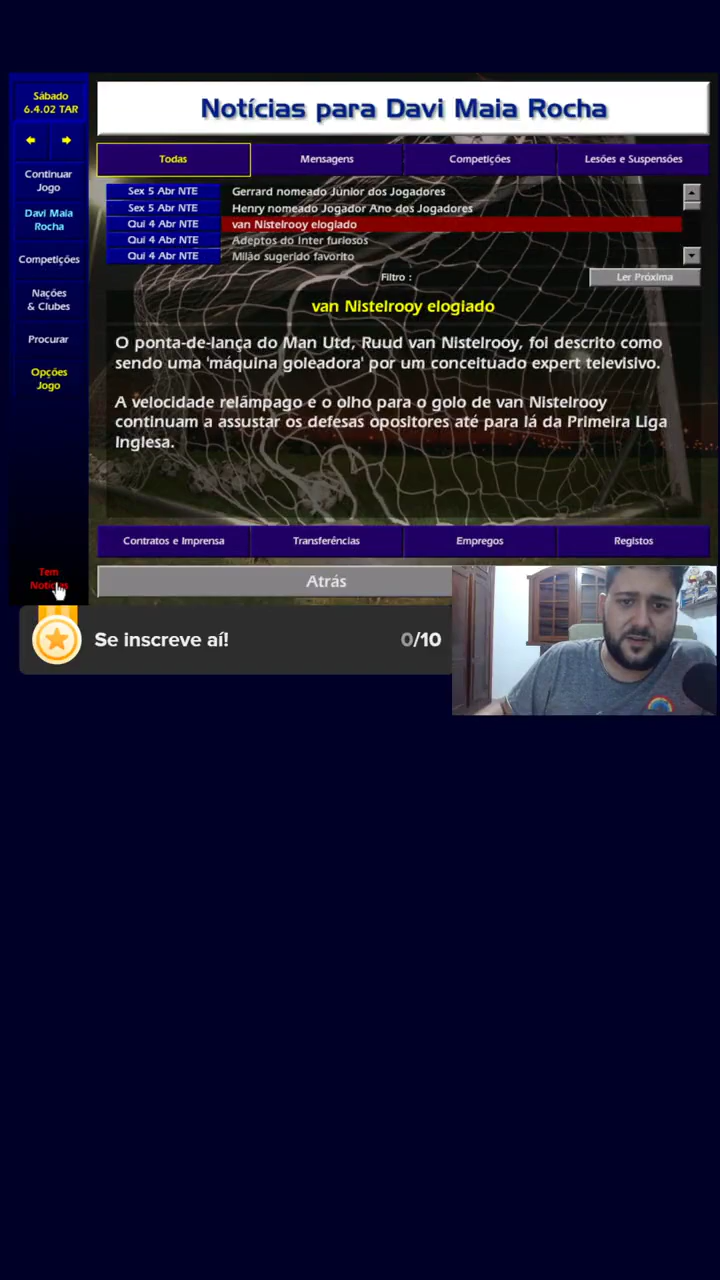 Sábado
6.4.02 TAR
Continuar
Jogo
Davi Maia
Rocha
Competições
Nações
& Clubes
Procurar
Opções
Jogo
Tem
Notícias
Notícias para Davi Maia Rocha
Todas
Mensagens
Competições
Lesões e Suspensões
Sex 5 Abr NTE Gerrard nomeado Júnior dos Jogadores
Sex 5 Abr NTE Henry nomeado Jogador Ano dos Jogadores
Qui 4 Abr NTE van Nistelrooy elogiado
Qui 4 Abr NTE Adeptos do Inter furiosos
Qui 4 Abr NTE Milão sugerido favorito
Filtro :
Ler Próxima
van Nistelrooy elogiado
O ponta-de-lança do Man Utd, Ruud van Nistelrooy, foi descrito como
sendo uma 'máquina goleadora' por um conceituado expert televisivo.
A velocidade relâmpago e o olho para o golo de van Nistelrooy
continuam a assustar os defesas opositores até para lá da Primeira Liga
Inglesa.
Contratos e Imprensa
Transferências
Empregos
Registos
Atrás
Se inscreve aí!
0/10